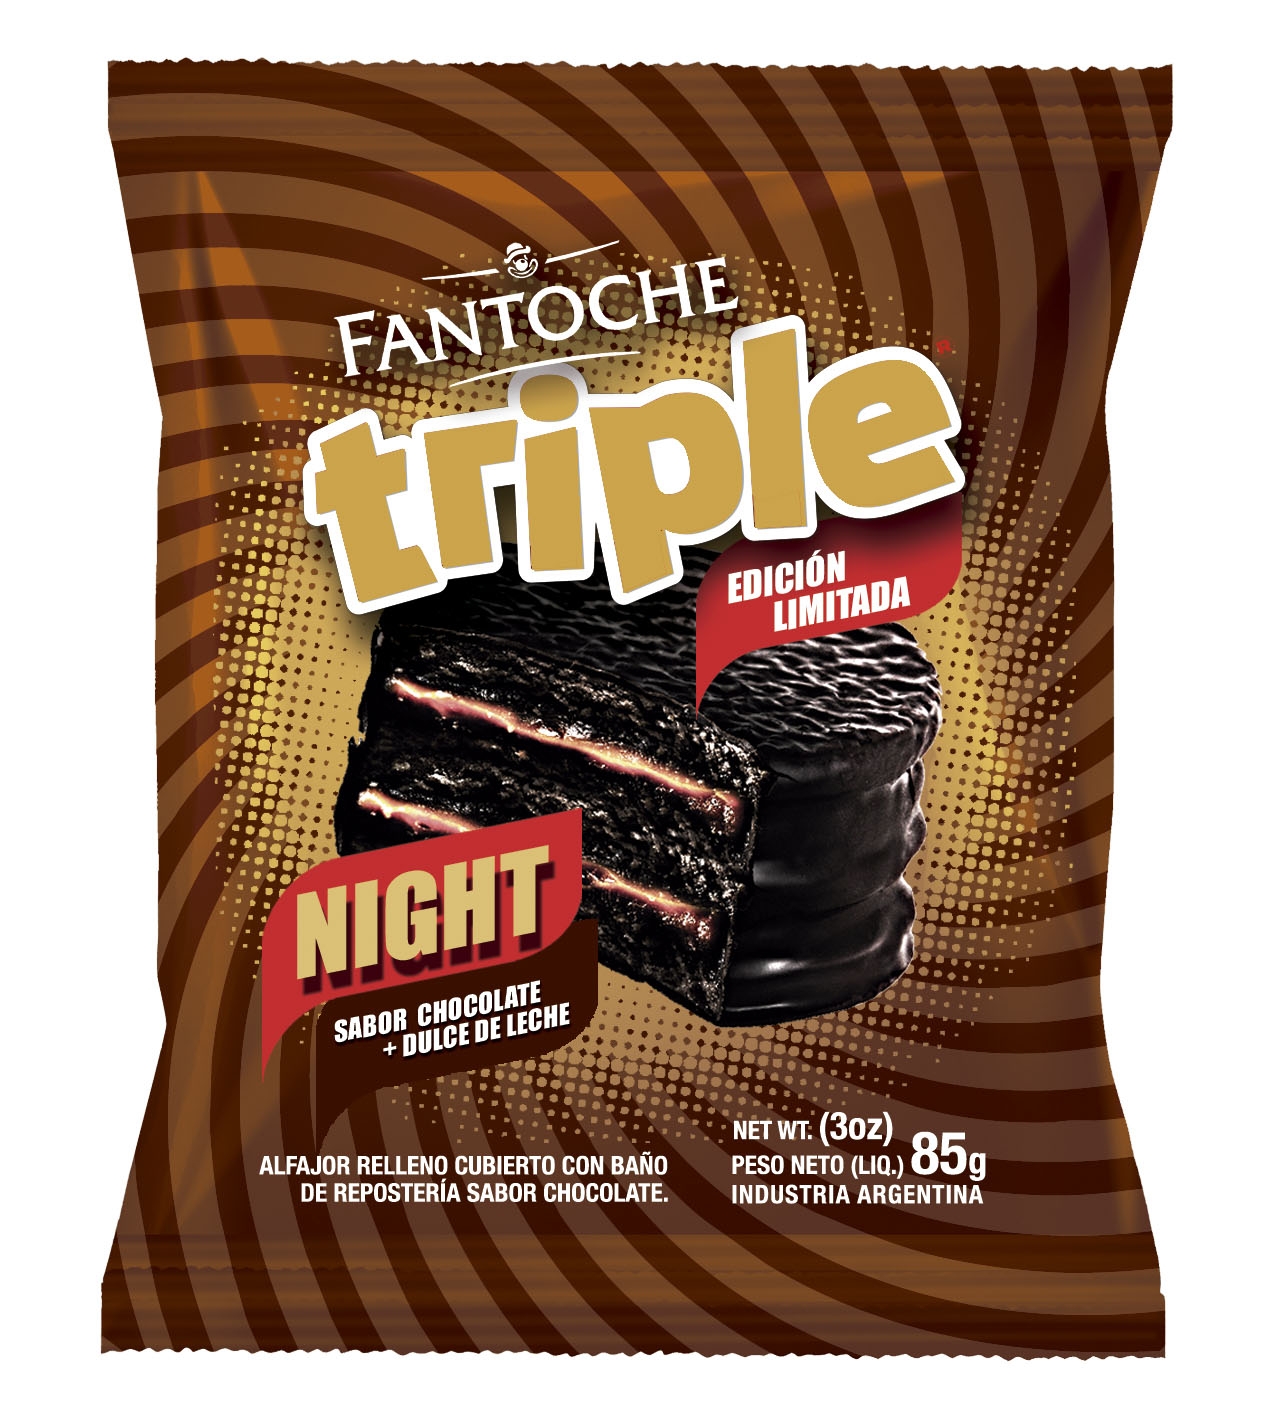 FANTOCHE
triple
EDICIÓN
LIMITADA
NIGHT
SABOR CHOCOLATE
+ DULCE DE LECHE
ALFAJOR RELLENO CUBIERTO CON BAÑO
DE REPOSTERÍA SABOR CHOCOLATE.
NET WT. (3oz)
PESO NETO (LIQ.) 85g
INDUSTRIA ARGENTINA